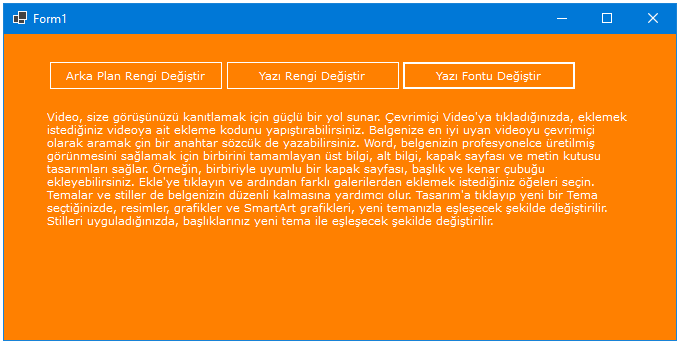 Form1
Arka Plan Rengi Değiştir
Yazı Rengi Değiştir
Yazı Fontu Değiştir
Video, size görüşünüzü kanıtlamak için güçlü bir yol sunar. Çevrimiçi Video'ya tıkladığınızda, eklemek
istediğiniz videoya ait ekleme kodunu yapıştırabilirsiniz. Belgenize en iyi uyan videoyu çevrimiçi
olarak aramak çin bir anahtar sözcük de yazabilirsiniz. Word, belgenizin profesyonelce üretilmiş
görünmesini sağlamak için birbirini tamamlayan üst bilgi, alt bilgi, kapak sayfası ve metin kutusu
tasarımları sağlar. Örneğin, birbiriyle uyumlu bir kapak sayfası, başlık ve kenar çubuğu
ekleyebilirsiniz. Ekle'ye tıklayın ve ardından farklı galerilerden eklemek istediğiniz öğeleri seçin.
Temalar ve stiller de belgenizin düzenli kalmasına yardımcı olur. Tasarım'a tıklayıp yeni bir Tema
seçtiğinizde, resimler, grafikler ve SmartArt grafikleri, yeni temanızla eşleşecek şekilde değiştirilir.
Stilleri uyguladığınızda, başlıklarınız yeni tema ile eşleşecek şekilde değiştirilir.